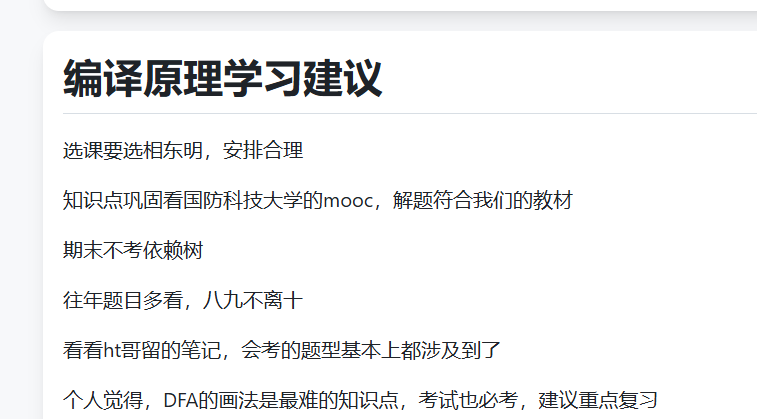 编译原理学习建议
选课要选相东明，安排合理
知识点巩固看国防科技大学的mooc，解题符合我们的教材
期末不考依赖树
往年题目多看，八九不离十
看看ht哥留的笔记，会考的题型基本上都涉及到了
个人觉得，DFA的画法是最难的知识点，考试也必考，建议重点复习